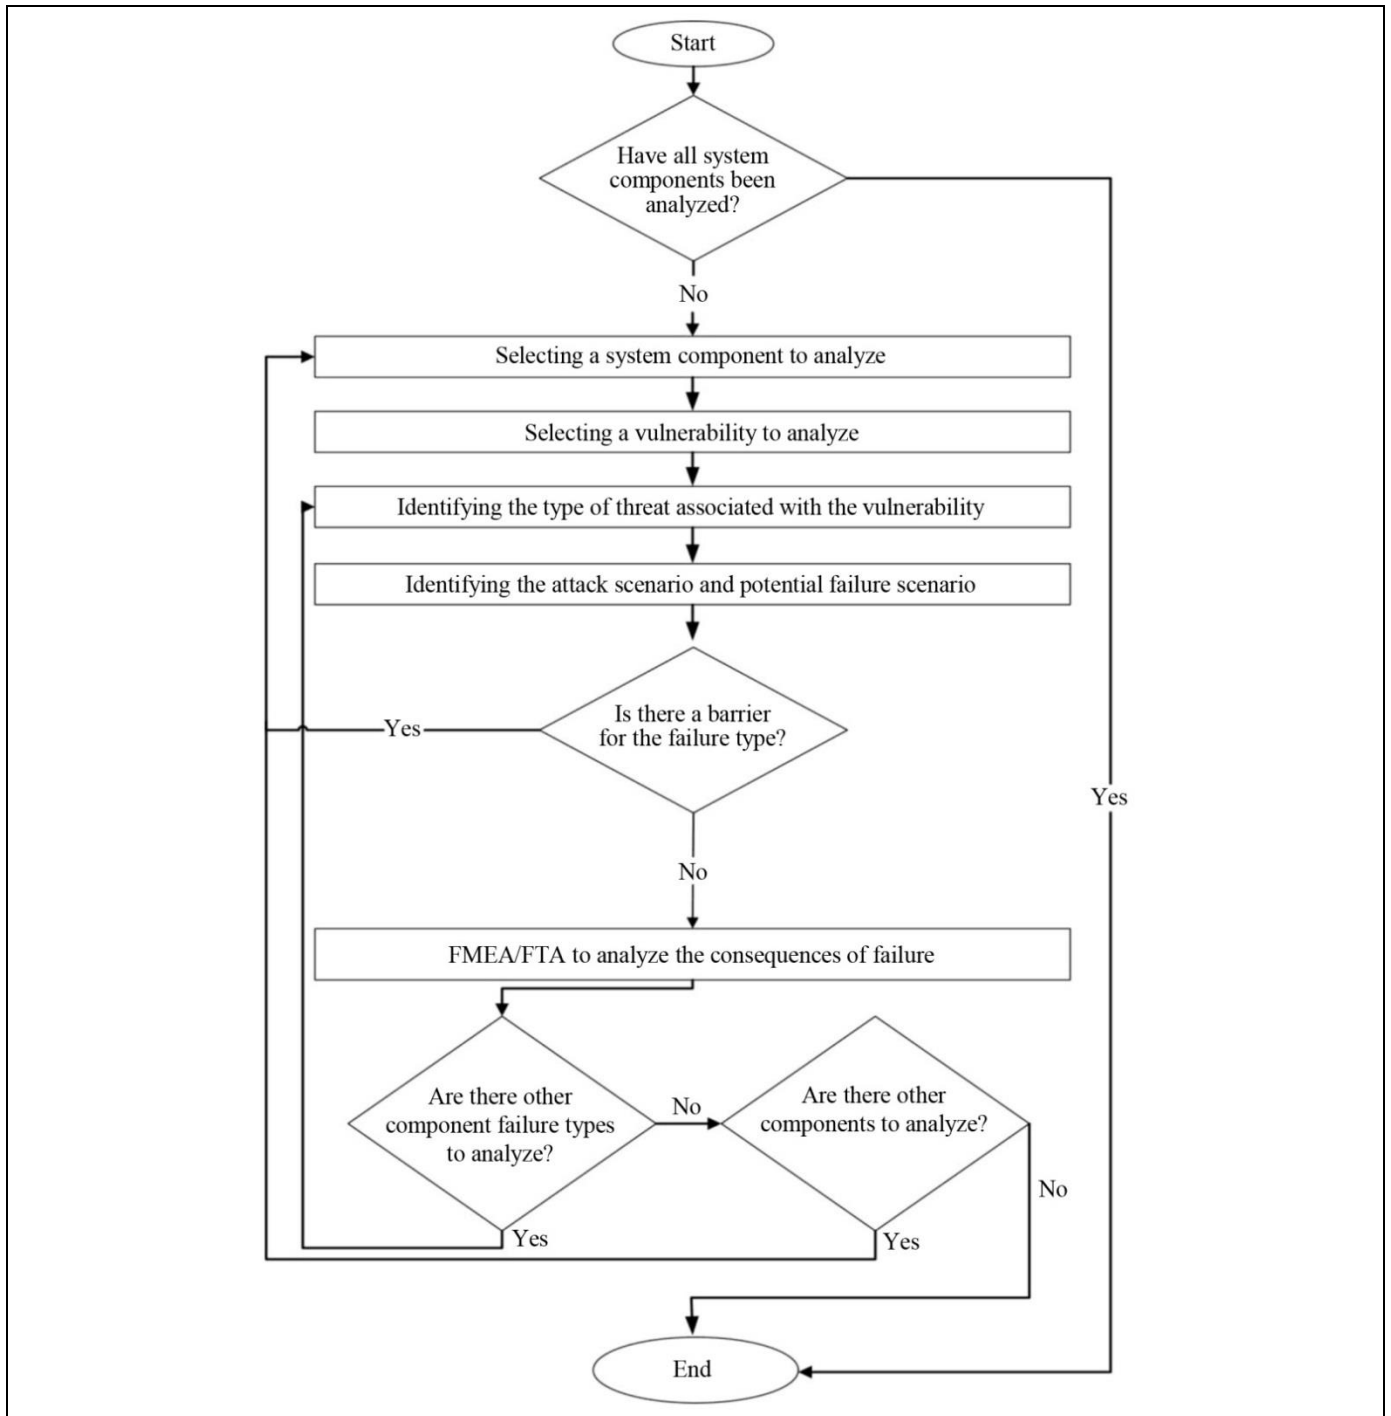 Start
Have all system
components been
analyzed?
No
Selecting a system component to analyze
Selecting a vulnerability to analyze
Identifying the type of threat associated with the vulnerability
Identifying the attack scenario and potential failure scenario
Is there a barrier
for the failure type?
Yes
Yes
No
FMEA/FTA to analyze the consequences of failure
Are there other
component failure types
to analyze?
No
Are there other
components to analyze?
No
Yes
Yes
End